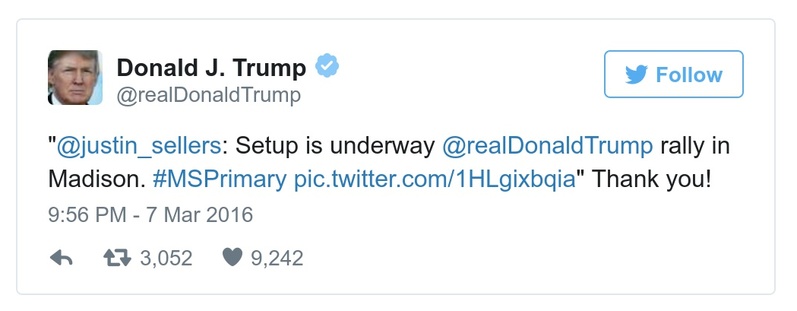 Donald J. Trump
Follow
@realDonaldTrump
"@justin_sellers: Setup is underway @realDonaldTrump rally in
Madison. #MSPrimary pic.twitter.com/1HLgixbqia" Thank you!
9:56 PM - 7 Mar 2016
3,052 9,242